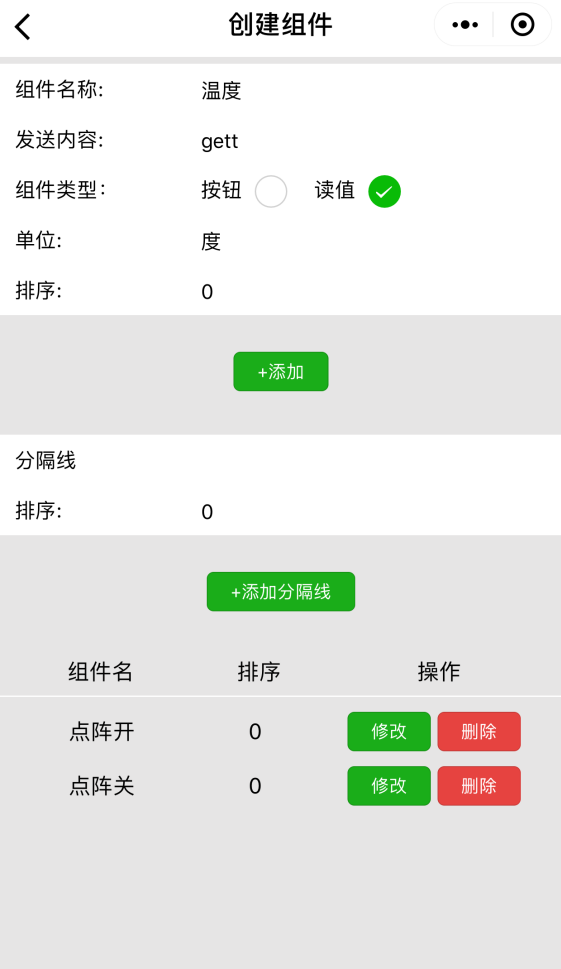 创建组件
组件名称: 温度
发送内容: gett
组件类型: 按钮 读值
单位: 度
排序: 0
+添加
分隔线
排序: 0
+添加分隔线
组件名 排序 操作
点阵开 0 修改 删除
点阵关 0 修改 删除